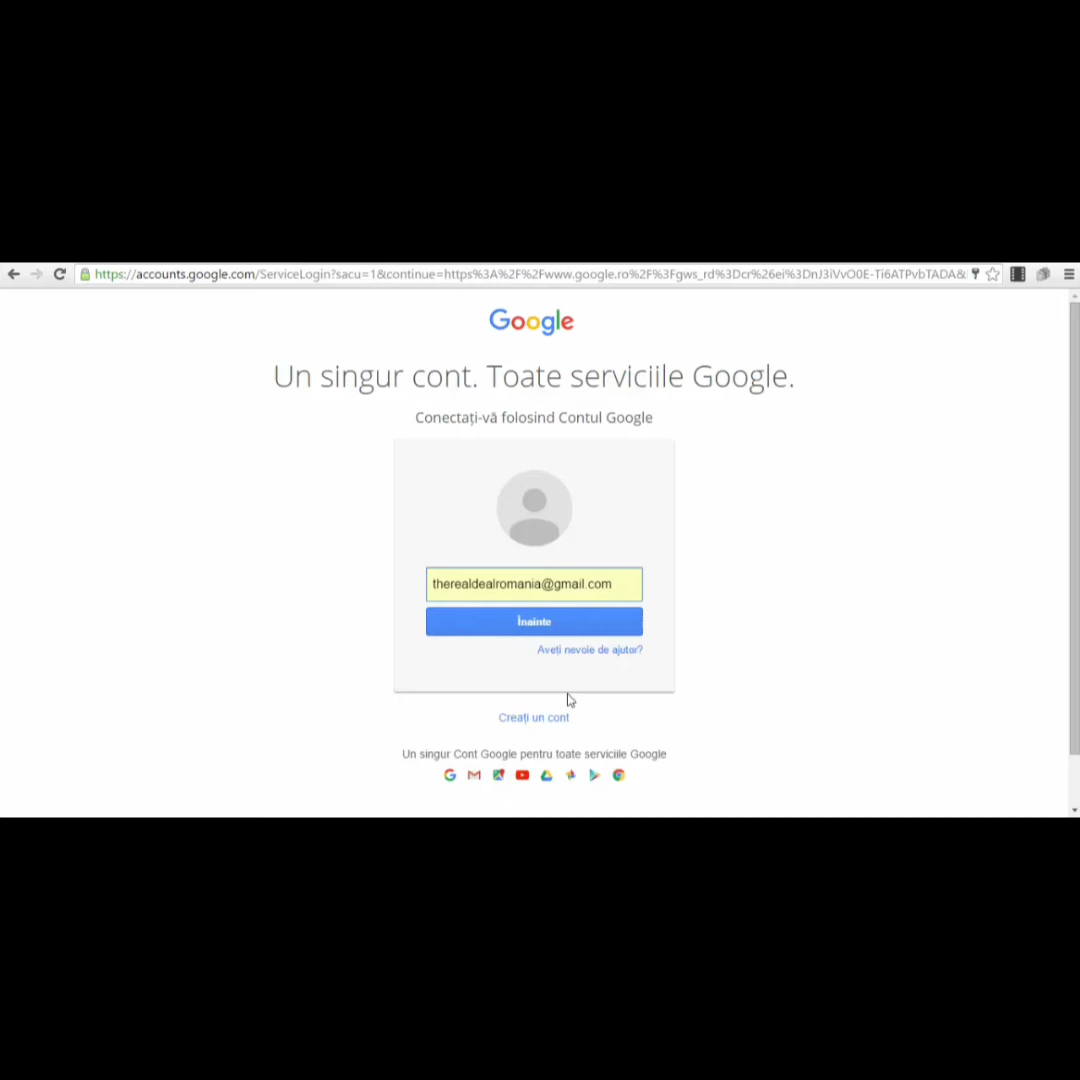 https://accounts.google.com/ServiceLogin?sacu=1&continue=https%3A%2F%2Fwww.google.ro%2F%3Fgws_rd%3Dcr%26ei%3DnJ3iVvO0E-Ti6ATPvbTADA&
Google
Un singur cont. Toate serviciile Google.
Conectați-vă folosind Contul Google
therealdealromania@gmail.com
Înainte
Aveți nevoie de ajutor?
Creați un cont
Un singur Cont Google pentru toate serviciile Google